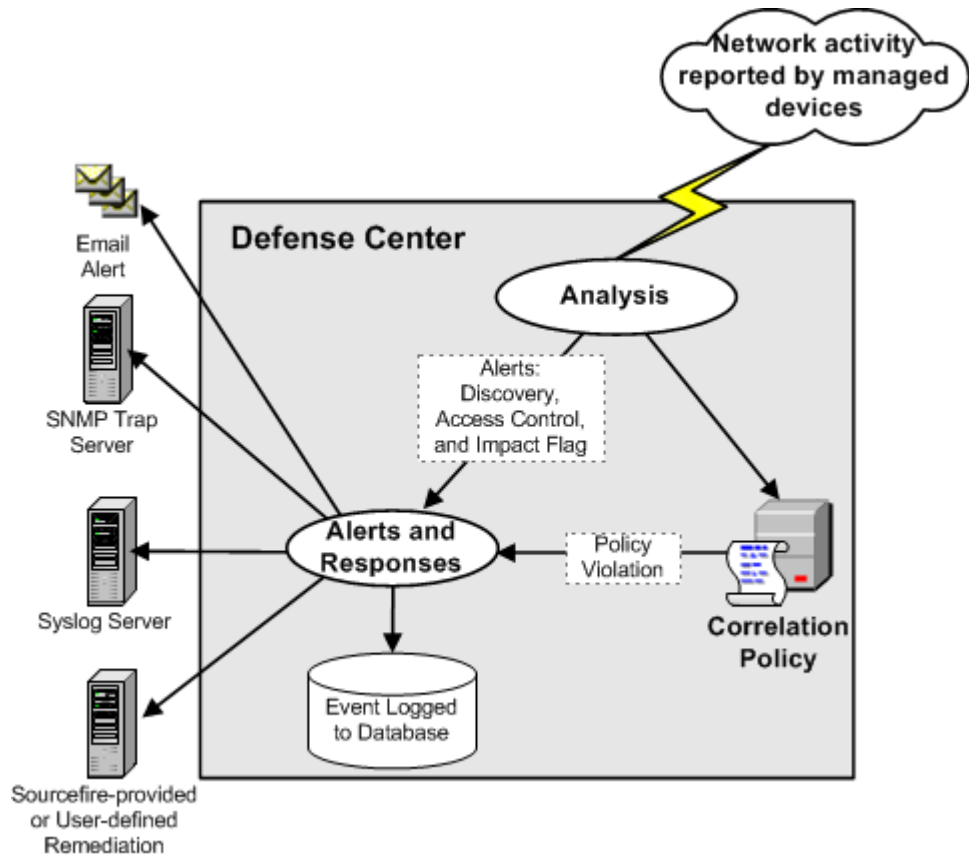 Network activity
reported by managed
devices
Defense Center
Email
Alert
Analysis
Alerts:
Discovery,
Access Control,
and Impact Flag
SNMP Trap
Server
Alerts and
Responses
Policy
Violation
Syslog Server
Correlation
Policy
Event Logged
to Database
Sourcefire-provided
or User-defined
Remediation